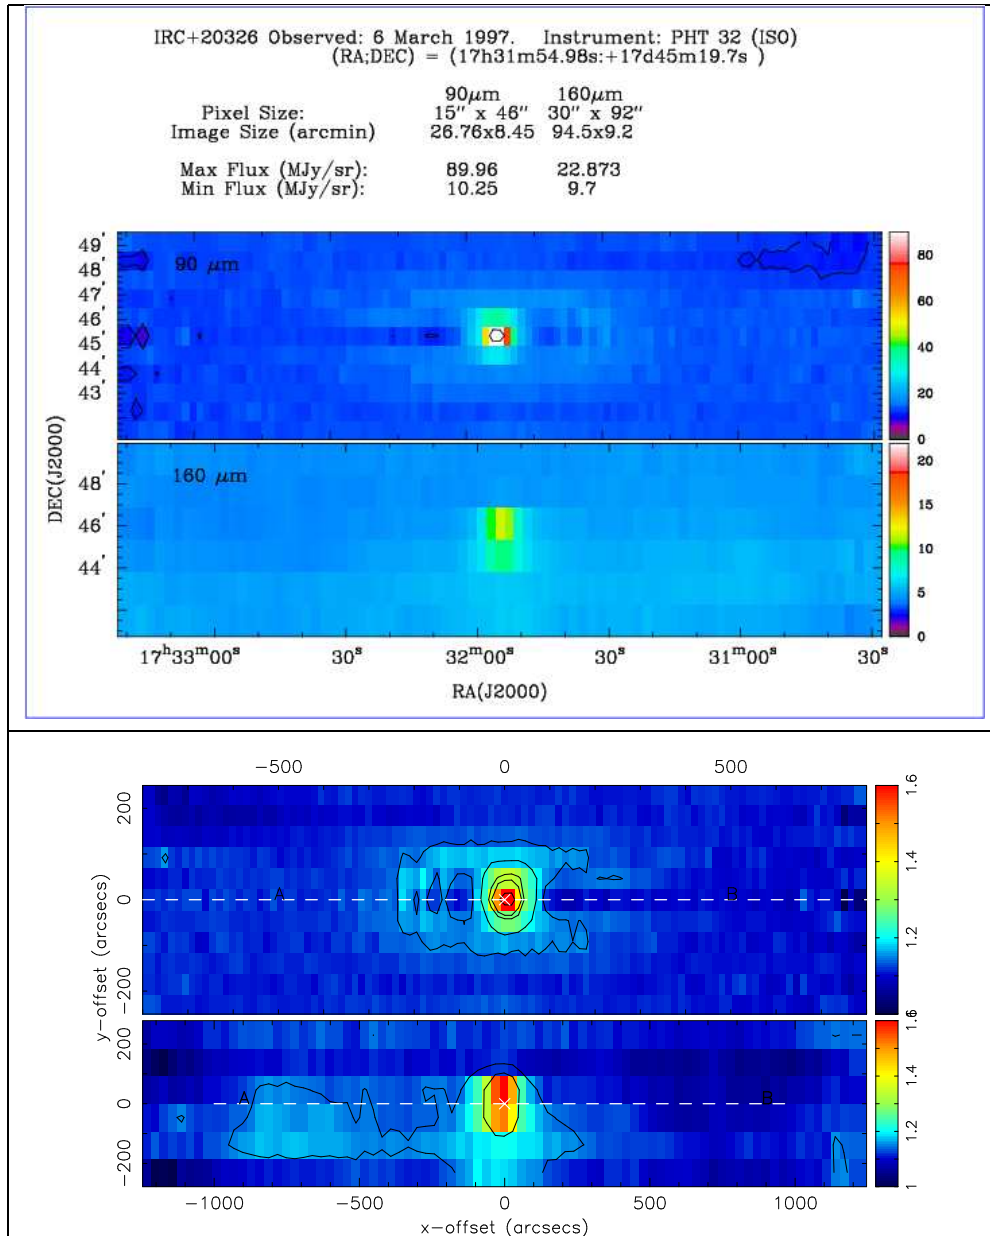 IRC+20326 Observed: 6 March 1997. Instrument: PHT 32 (ISO)
(RA;DEC) = (17h31m54.98s:+17d45m19.7s )
90μm 160μm
Pixel Size: 15″ x 46″ 30″ x 92″
Image Size (arcmin) 26.76x8.45 94.5x9.2
Max Flux (MJy/sr): 89.96 22.873
Min Flux (MJy/sr): 10.25 9.7
90 μm
49′
48′
47′
46′
45′
44′
43′
80
60
40
20
0
DEC(J2000)
160 μm
48′
46′
44′
20
15
10
5
0
17ʰ33ᵐ00ˢ 30ˢ 32ᵐ00ˢ 30ˢ 31ᵐ00ˢ 30ˢ
RA(J2000)
−500 0 500
200
0
−200
A B
1.6
1.4
1.2
y−offset (arcsecs)
200
0
−200
A B
1.6
1.4
1.2
1
−1000 −500 0 500 1000
x−offset (arcsecs)